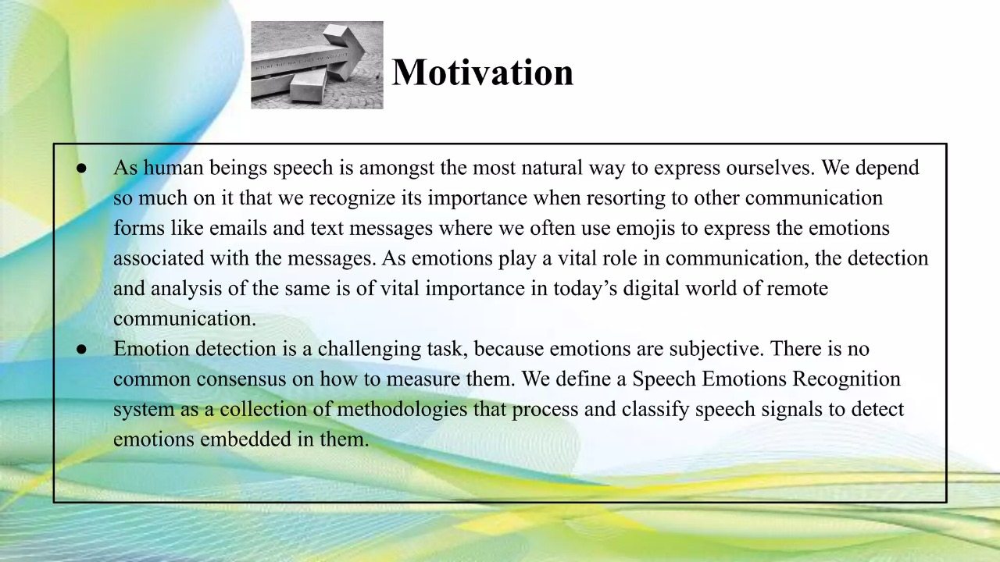 Motivation
● As human beings speech is amongst the most natural way to express ourselves. We depend
so much on it that we recognize its importance when resorting to other communication
forms like emails and text messages where we often use emojis to express the emotions
associated with the messages. As emotions play a vital role in communication, the detection
and analysis of the same is of vital importance in today’s digital world of remote
communication.
● Emotion detection is a challenging task, because emotions are subjective. There is no
common consensus on how to measure them. We define a Speech Emotions Recognition
system as a collection of methodologies that process and classify speech signals to detect
emotions embedded in them.